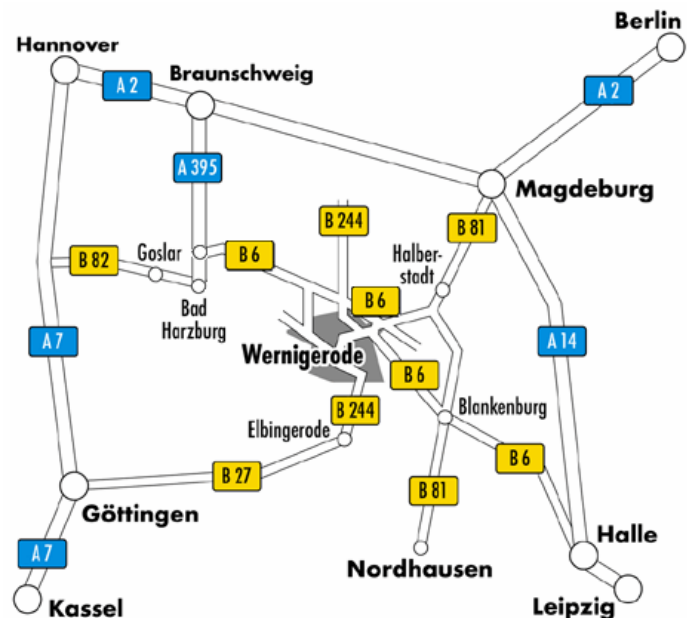 Berlin
Hannover
A 2
Braunschweig
A 2
A 395
Magdeburg
B 244
B 81
Goslar
B 82
B 6
Halber-
stadt
Bad
Harzburg
B 6
A 7
A 14
Wernigerode
B 6
B 244
Blankenburg
Elbingerode
B 6
B 27
B 81
Göttingen
A 7
Halle
Nordhausen
Kassel
Leipzig